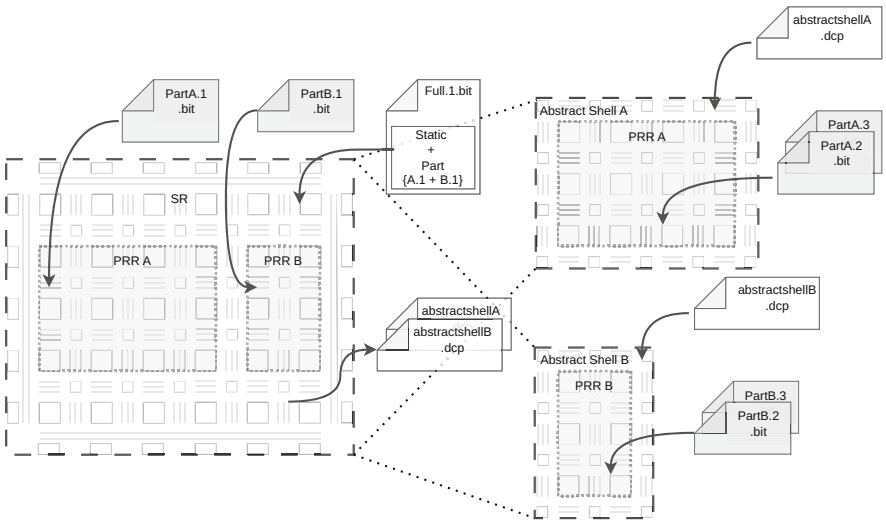 PartA.1
.bit
PartB.1
.bit
Full.1.bit
Static
+
Part
{A.1 + B.1}
SR
PRR A
PRR B
abstractshellA
abstractshellB
.dcp
abstractshellA
.dcp
Abstract Shell A
PRR A
PartA.3
PartA.2
.bit
abstractshellB
.dcp
Abstract Shell B
PRR B
PartB.3
PartB.2
.bit